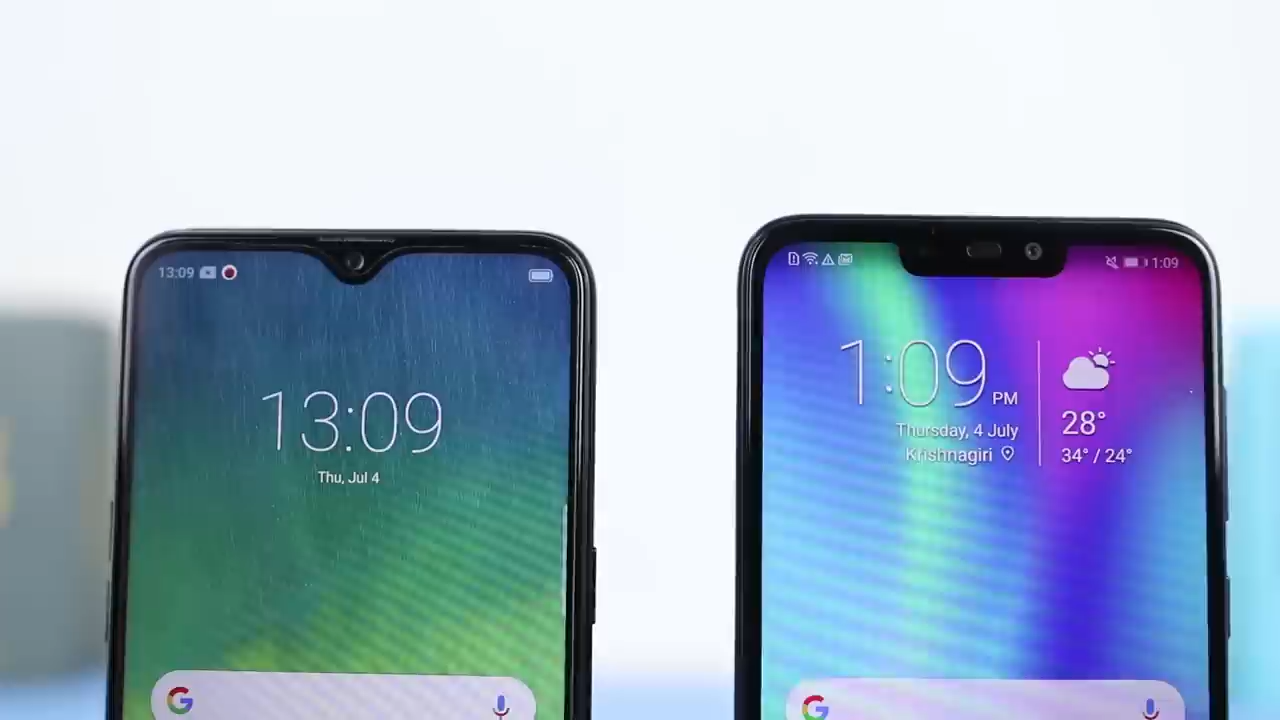 13:09
13:09
Thu, Jul 4
1:09
1:09 PM
Thursday, 4 July
Krishnagiri
28°
34° / 24°